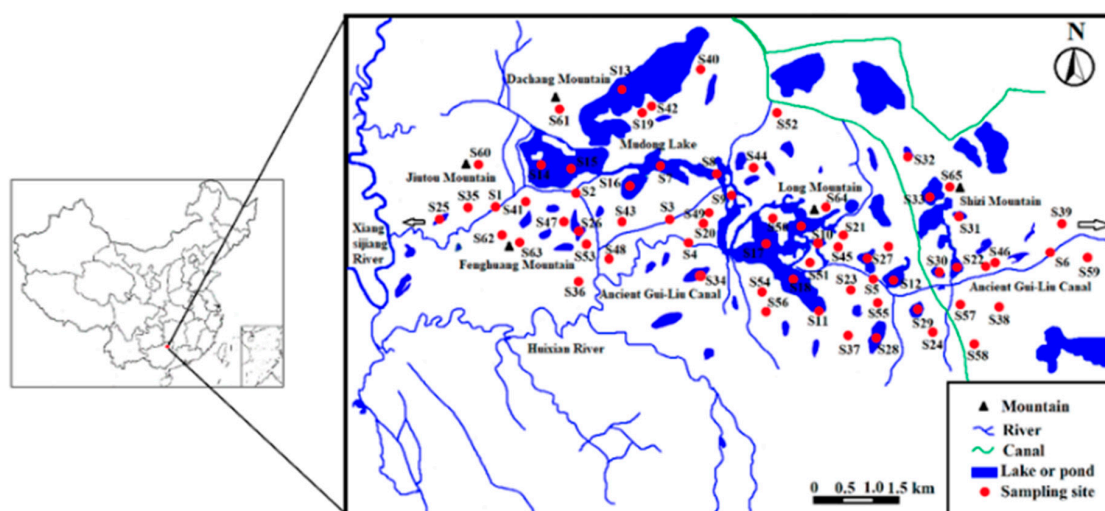 N
S40
S13
Dachang Mountain
S42
S19
S61
S52
Mudong Lake
S32
S60
S14
S15
S8
S44
S7
S65
Jiutou Mountain
S16
S2
Long Mountain
S33
Shizi Mountain
S25
S35
S1
S41
S9
S64
S39
S43
S3
S49
S31
S47
S26
S20
S50
S10
S21
Xiang
sijiang
River
S62
S63
S53
S48
S4
S17
S45
S27
S30
S22
S46
S6
S59
Fenghuang Mountain
S51
S36
Ancient Gui-Liu Canal
S34
S54
S18
S23
S5
S12
Ancient Gui-Liu Canal
S56
S55
S29
S57
S38
S11
Huixian River
S37
S28
S24
S58
Mountain
River
Canal
Lake or pond
Sampling site
0 0.5 1.0 1.5 km